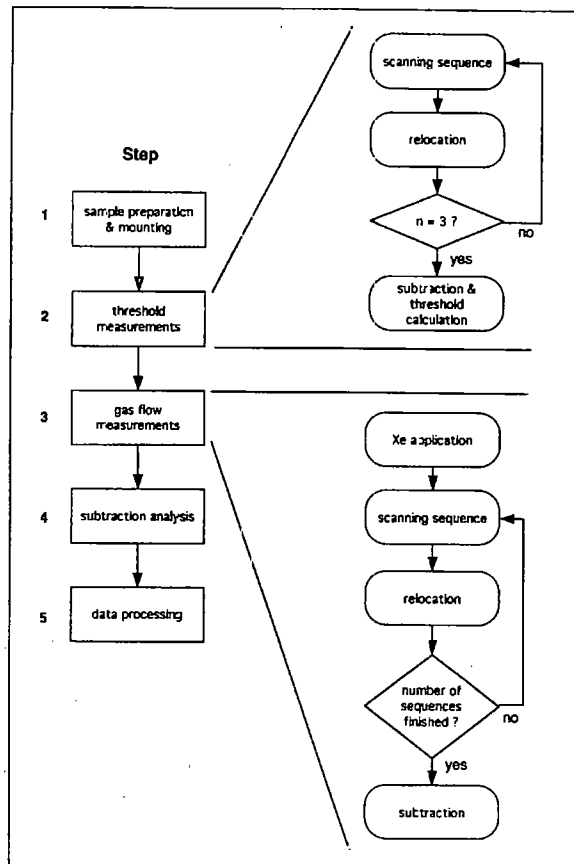 Step
1
sample preparation
& mounting
2
threshold
measurements
3
gas flow
measurements
4
subtraction analysis
5
data processing
scanning sequence
relocation
n = 3 ?
no
yes
subtraction &
threshold
calculation
Xe application
scanning sequence
relocation
number of
sequences
finished ?
no
yes
subtraction